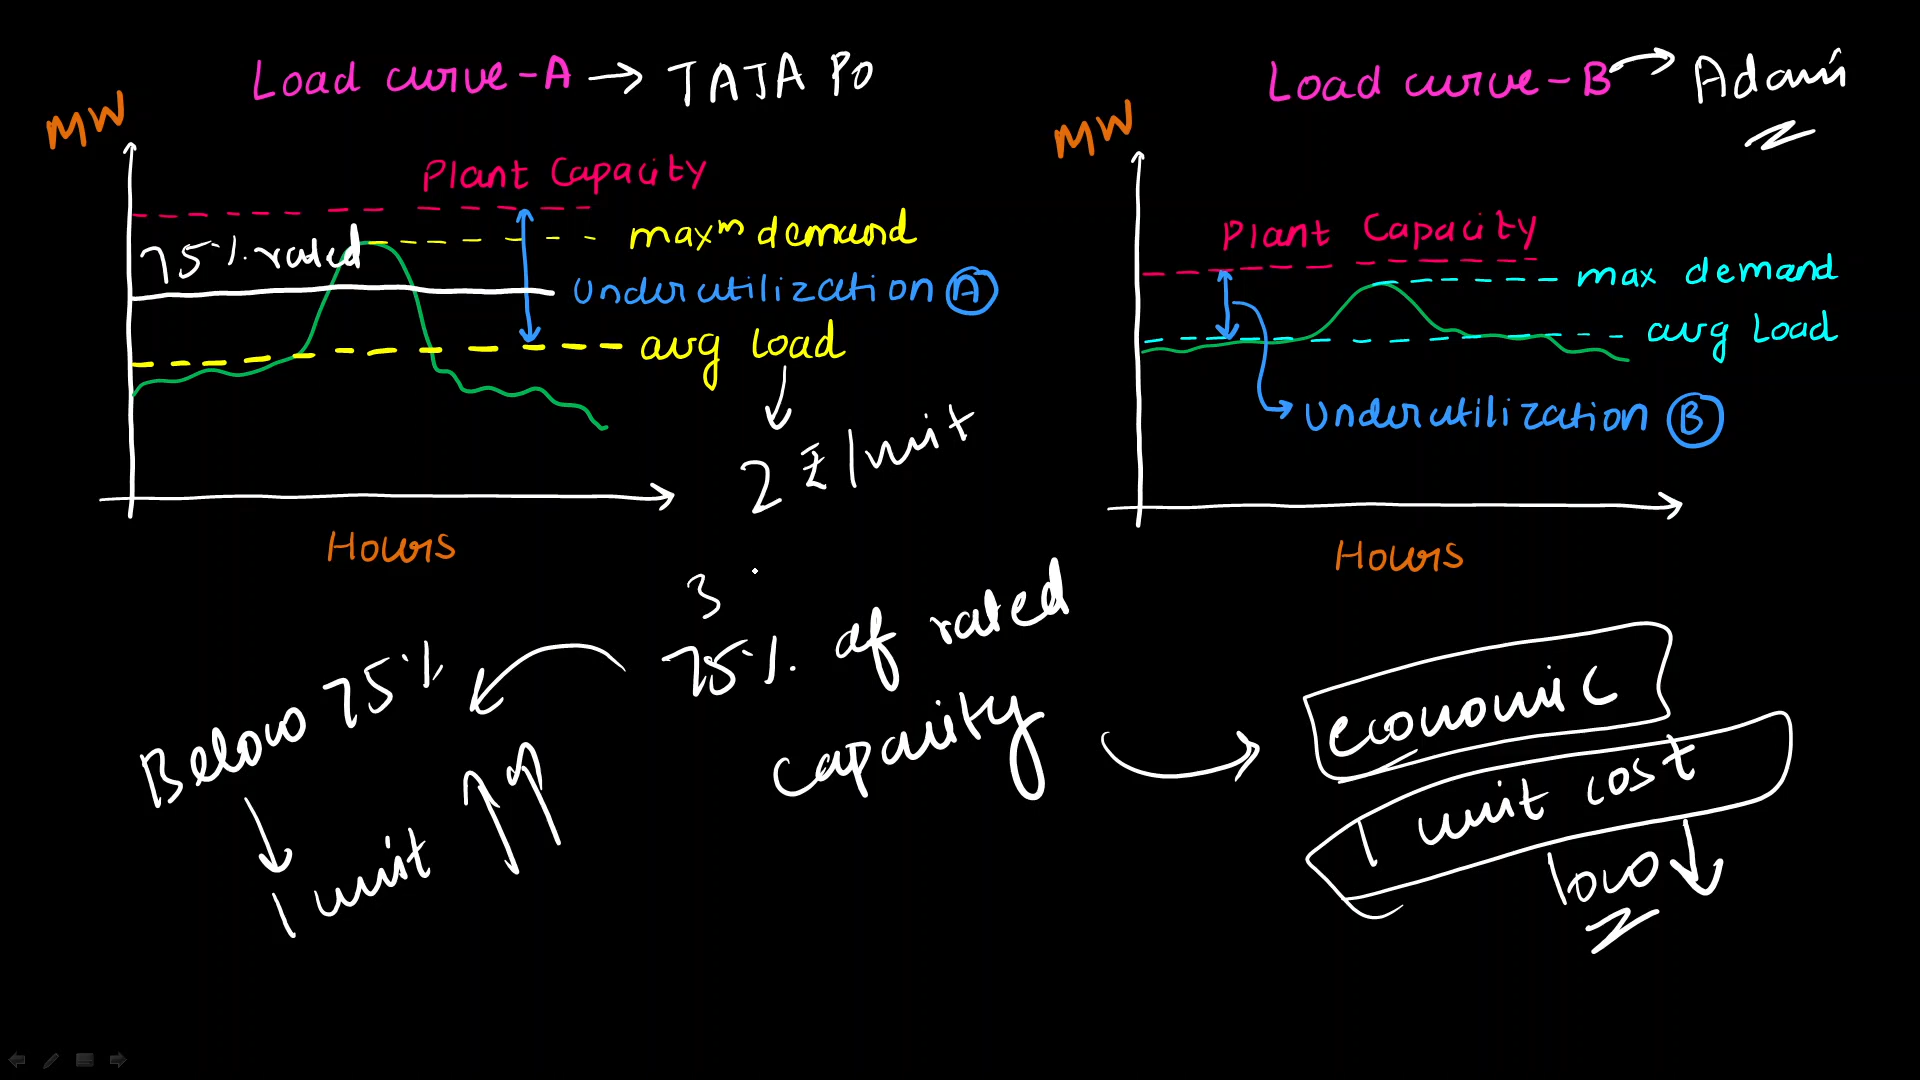 Load curve-A → TATA Po
MW
Plant Capacity
maxᵐ demand
75% rated
underutilization A
avg load
2 ₹/unit
Hours
Load curve-B → Adani
MW
Plant Capacity
max demand
avg load
underutilization B
Hours
3
75% of rated
capacity
Below 75%
1 unit ↑↑
economic
1 unit cost
low ↓